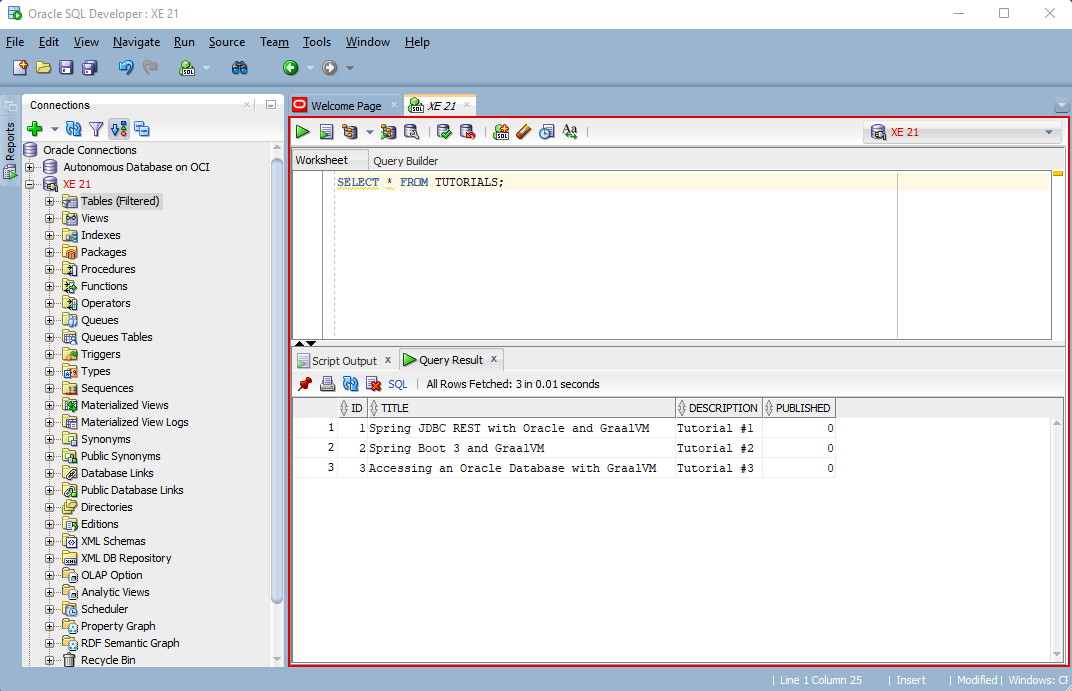 Oracle SQL Developer : XE 21
File Edit View Navigate Run Source Team Tools Window Help
Reports
Connections
Oracle Connections
Autonomous Database on OCI
XE 21
Tables (Filtered)
Views
Indexes
Packages
Procedures
Functions
Operators
Queues
Queues Tables
Triggers
Types
Sequences
Materialized Views
Materialized View Logs
Synonyms
Public Synonyms
Database Links
Public Database Links
Directories
Editions
XML Schemas
XML DB Repository
OLAP Option
Analytic Views
Scheduler
Property Graph
RDF Semantic Graph
Recycle Bin
Welcome Page XE 21
XE 21
Worksheet Query Builder
SELECT * FROM TUTORIALS;
Script Output Query Result
SQL | All Rows Fetched: 3 in 0.01 seconds
ID TITLE DESCRIPTION PUBLISHED
1 1 Spring JDBC REST with Oracle and GraalVM Tutorial #1 0
2 2 Spring Boot 3 and GraalVM Tutorial #2 0
3 3 Accessing an Oracle Database with GraalVM Tutorial #3 0
| Line 1 Column 25 | Insert | Modified | Windows: CF